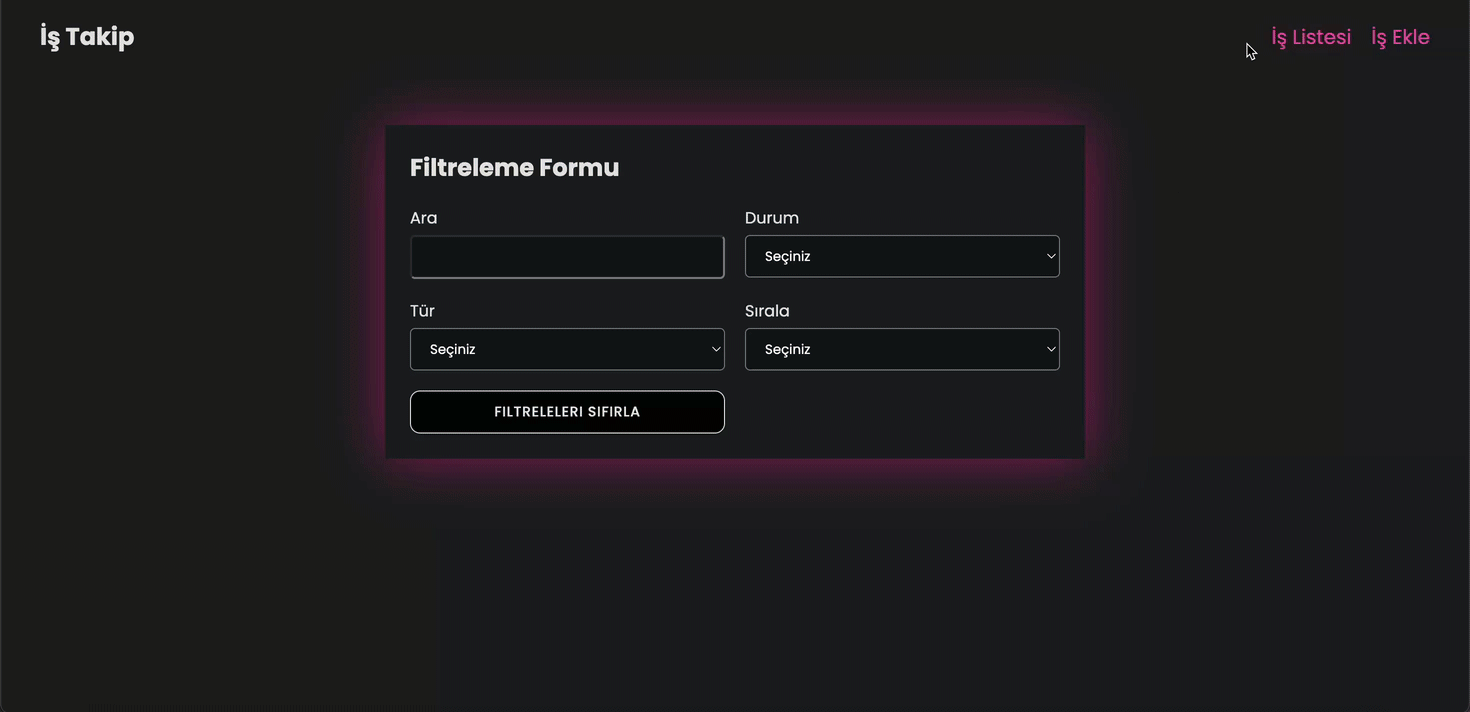 İş Takip
İş Listesi İş Ekle
Filtreleme Formu
Ara
Durum
Seçiniz
Tür
Sırala
Seçiniz
Seçiniz
FILTRELELERI SIFIRLA